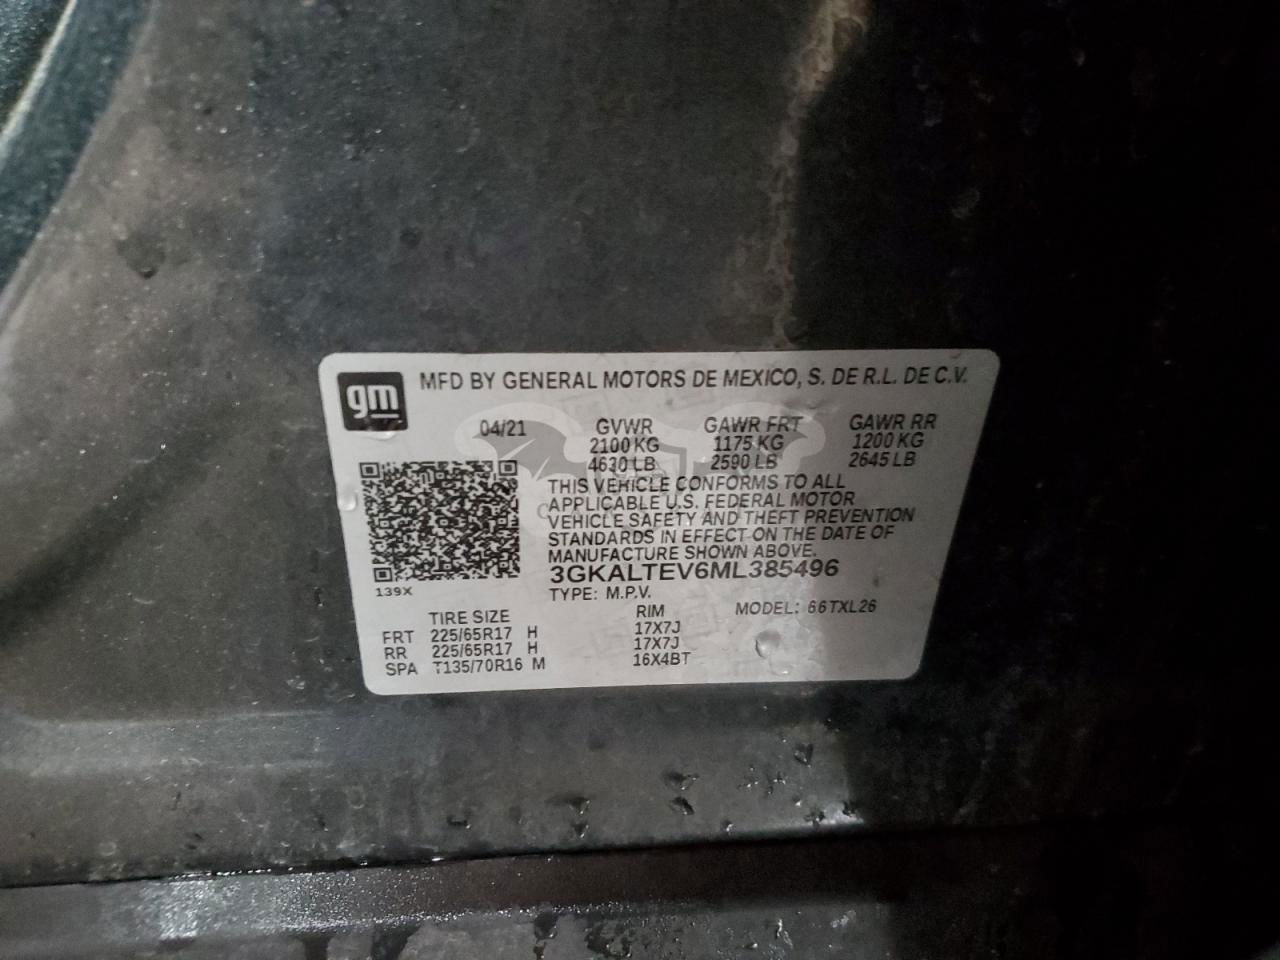 gm
MFD BY GENERAL MOTORS DE MEXICO, S. DE R.L. DE C.V.
04/21 GVWR GAWR FRT GAWR RR
2100 KG 1175 KG 1200 KG
4630 LB 2590 LB 2645 LB
THIS VEHICLE CONFORMS TO ALL
APPLICABLE U.S. FEDERAL MOTOR
VEHICLE SAFETY AND THEFT PREVENTION
STANDARDS IN EFFECT ON THE DATE OF
MANUFACTURE SHOWN ABOVE.
3GKALTEV6ML385496
139X
TYPE: M.P.V.
TIRE SIZE RIM MODEL: 66TXL26
FRT 225/65R17 H 17X7J
RR 225/65R17 H 17X7J
SPA T135/70R16 M 16X4BT